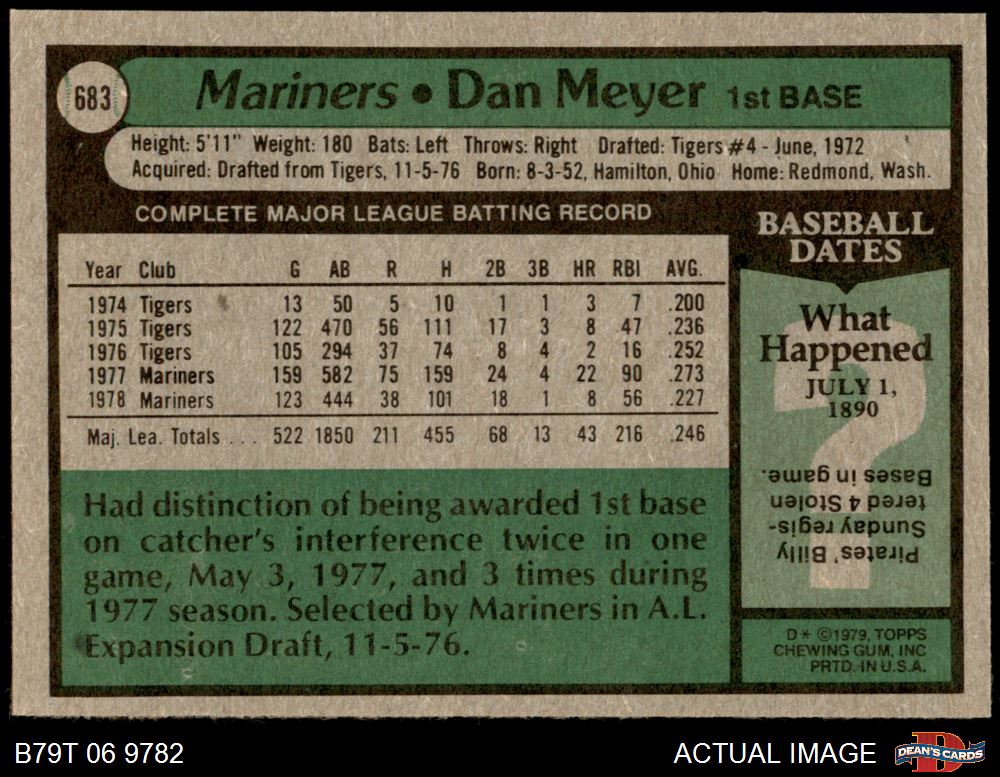 683
Mariners • Dan Meyer 1st BASE
Height: 5'11" Weight: 180 Bats: Left Throws: Right Drafted: Tigers #4 - June, 1972
Acquired: Drafted from Tigers, 11-5-76 Born: 8-3-52, Hamilton, Ohio Home: Redmond, Wash.
COMPLETE MAJOR LEAGUE BATTING RECORD
Year Club G AB R H 2B 3B HR RBI AVG.
1974 Tigers 13 50 5 10 1 1 3 7 .200
1975 Tigers 122 470 56 111 17 3 8 47 .236
1976 Tigers 105 294 37 74 8 4 2 16 .252
1977 Mariners 159 582 75 159 24 4 22 90 .273
1978 Mariners 123 444 38 101 18 1 8 56 .227
Maj. Lea. Totals . . . 522 1850 211 455 68 13 43 216 .246
Had distinction of being awarded 1st base
on catcher's interference twice in one
game, May 3, 1977, and 3 times during
1977 season. Selected by Mariners in A.L.
Expansion Draft, 11-5-76.
BASEBALL
DATES
What
Happened
JULY 1,
1890
?
Pirates' Billy
Sunday regis-
tered 4 Stolen
Bases in game.
D* ©1979, TOPPS
CHEWING GUM, INC
PRTD. IN U.S.A.
B79T 06 9782
ACTUAL IMAGE
D
DEAN'S CARDS